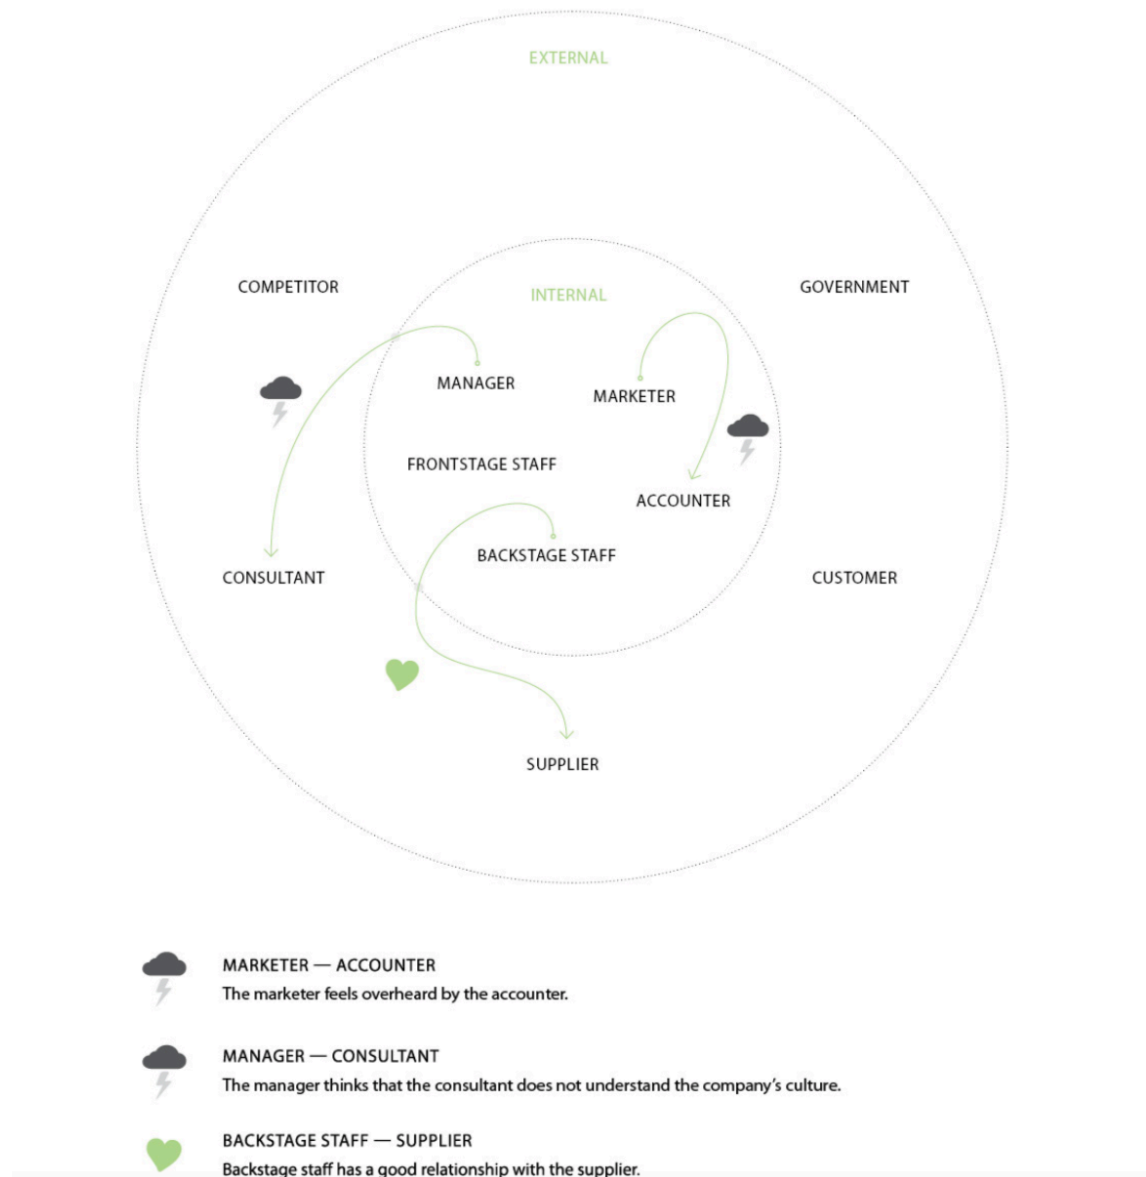 EXTERNAL
COMPETITOR
GOVERNMENT
INTERNAL
MANAGER
MARKETER
FRONTSTAGE STAFF
ACCOUNTER
BACKSTAGE STAFF
CONSULTANT
CUSTOMER
SUPPLIER
MARKETER — ACCOUNTER
The marketer feels overheard by the accounter.
MANAGER — CONSULTANT
The manager thinks that the consultant does not understand the company’s culture.
BACKSTAGE STAFF — SUPPLIER
Backstage staff has a good relationship with the supplier.